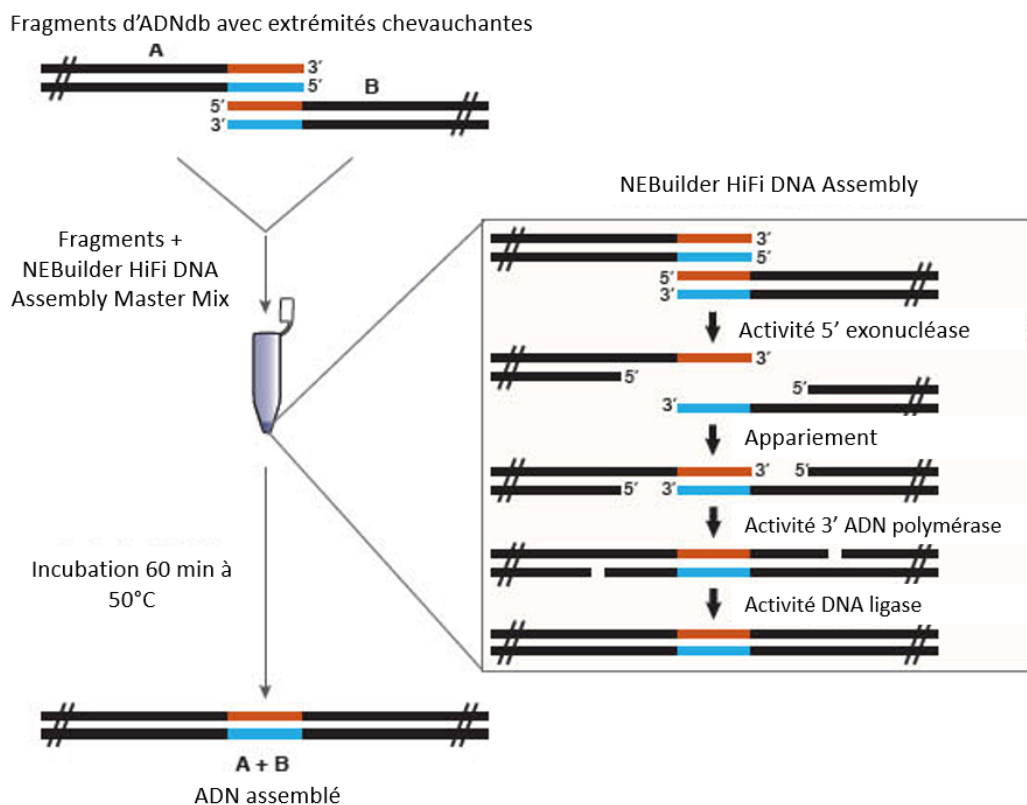 Fragments d’ADNdb avec extrémités chevauchantes
A
3′
5′
B
5′
3′
Fragments +
NEBuilder HiFi DNA
Assembly Master Mix
Incubation 60 min à
50°C
A + B
ADN assemblé
NEBuilder HiFi DNA Assembly
3′
5′
5′
3′
Activité 5’ exonucléase
3′
5′
5′
3′
Appariement
3′ 5′
5′ 3′
Activité 3’ ADN polymérase
Activité DNA ligase